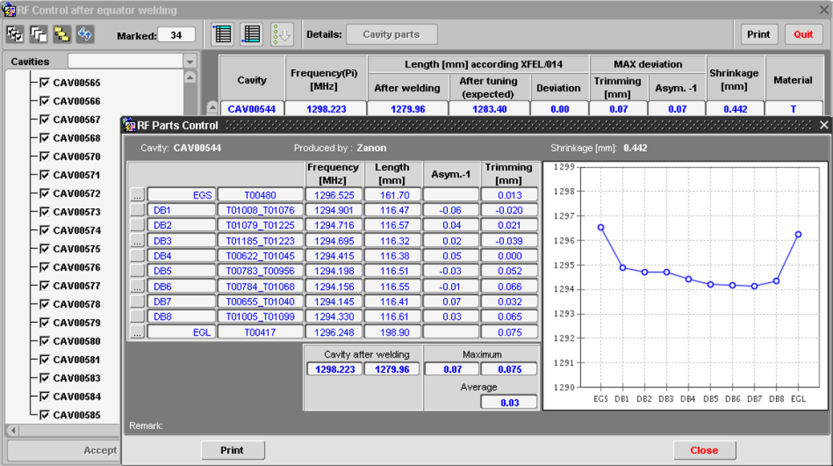 RF Control after equator welding
Marked: 34 Details: Cavity parts Print Quit
Cavities
CAV00565
CAV00566
CAV00567
CAV00568
CAV00570
CAV00571
CAV00572
CAV00573
CAV00574
CAV00575
CAV00576
CAV00577
CAV00578
CAV00579
CAV00580
CAV00581
CAV00583
CAV00584
CAV00585
Accept
Length [mm] according XFEL/014 MAX deviation
Cavity Frequency(Pi) [MHz] After welding After tuning (expected) Deviation Trimming [mm] Asym. -1 Shrinkage [mm] Material
CAV00544 1298.223 1279.96 1283.40 0.00 0.07 0.07 0.442 T
RF Parts Control
Cavity: CAV00544 Produced by : Zanon Shrinkage [mm]: 0.442
Frequency [MHz] Length [mm] Asym.-1 Trimming [mm]
... EGS T00480 1296.525 161.70 0.013
DB1 T01008_T01076 1294.901 116.47 -0.06 -0.020
DB2 T01079_T01225 1294.716 116.57 0.04 0.021
... DB3 T01185_T01223 1294.695 116.32 0.02 -0.039
DB4 T00622_T01045 1294.415 116.38 0.05 0.000
DB5 T00783_T00956 1294.198 116.51 -0.03 0.052
... DB6 T00784_T01068 1294.156 116.55 -0.01 0.066
DB7 T00655_T01040 1294.145 116.41 0.07 0.032
DB8 T01005_T01099 1294.330 116.61 0.03 0.065
... EGL T00417 1296.248 198.90 0.075
Cavity after welding Maximum
1298.223 1279.96 0.07 0.075
Average
0.03
1299
1298
1297
1296
1295
1294
1293
1292
1291
1290
EGS DB1 DB2 DB3 DB4 DB5 DB6 DB7 DB8 EGL
Remark:
Print Close